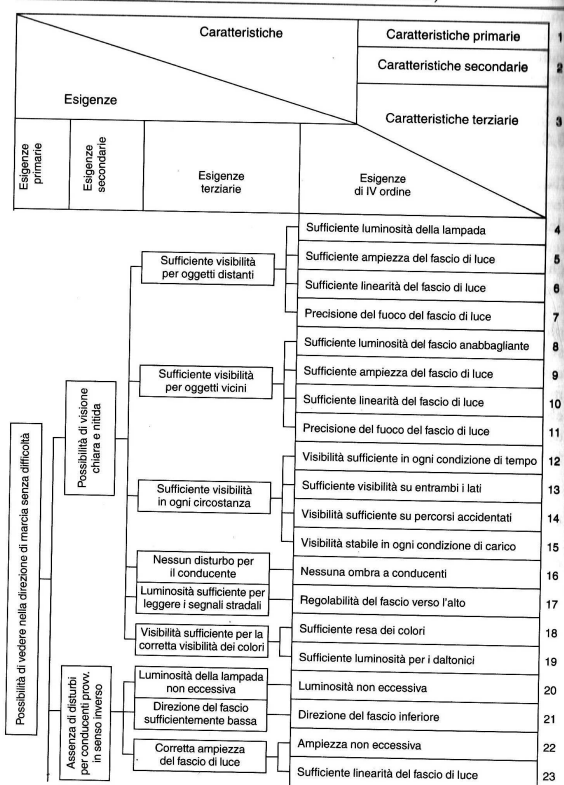 Caratteristiche
Caratteristiche primarie
1
Caratteristiche secondarie
2
Esigenze
Caratteristiche terziarie
3
Esigenze
primarie
Esigenze
secondarie
Esigenze
terziarie
Esigenze
di IV ordine
Possibilità di vedere nella direzione di marcia senza difficoltà
Possibilità di visione
chiara e nitida
Sufficiente visibilità
per oggetti distanti
Sufficiente luminosità della lampada
4
Sufficiente ampiezza del fascio di luce
5
Sufficiente linearità del fascio di luce
6
Precisione del fuoco del fascio di luce
7
Sufficiente visibilità
per oggetti vicini
Sufficiente luminosità del fascio anabbagliante
8
Sufficiente ampiezza del fascio di luce
9
Sufficiente linearità del fascio di luce
10
Precisione del fuoco del fascio di luce
11
Sufficiente visibilità
in ogni circostanza
Visibilità sufficiente in ogni condizione di tempo
12
Sufficiente visibilità su entrambi i lati
13
Visibilità sufficiente su percorsi accidentati
14
Visibilità stabile in ogni condizione di carico
15
Nessun disturbo per
il conducente
Nessuna ombra a conducenti
16
Luminosità sufficiente per
leggere i segnali stradali
Regolabilità del fascio verso l'alto
17
Visibilità sufficiente per la
corretta visibilità dei colori
Sufficiente resa dei colori
18
Sufficiente luminosità per i daltonici
19
Assenza di disturbi
per conducenti provv.
in senso inverso
Luminosità della lampada
non eccessiva
Luminosità non eccessiva
20
Direzione del fascio
sufficientemente bassa
Direzione del fascio inferiore
21
Corretta ampiezza
del fascio di luce
Ampiezza non eccessiva
22
Sufficiente linearità del fascio di luce
23